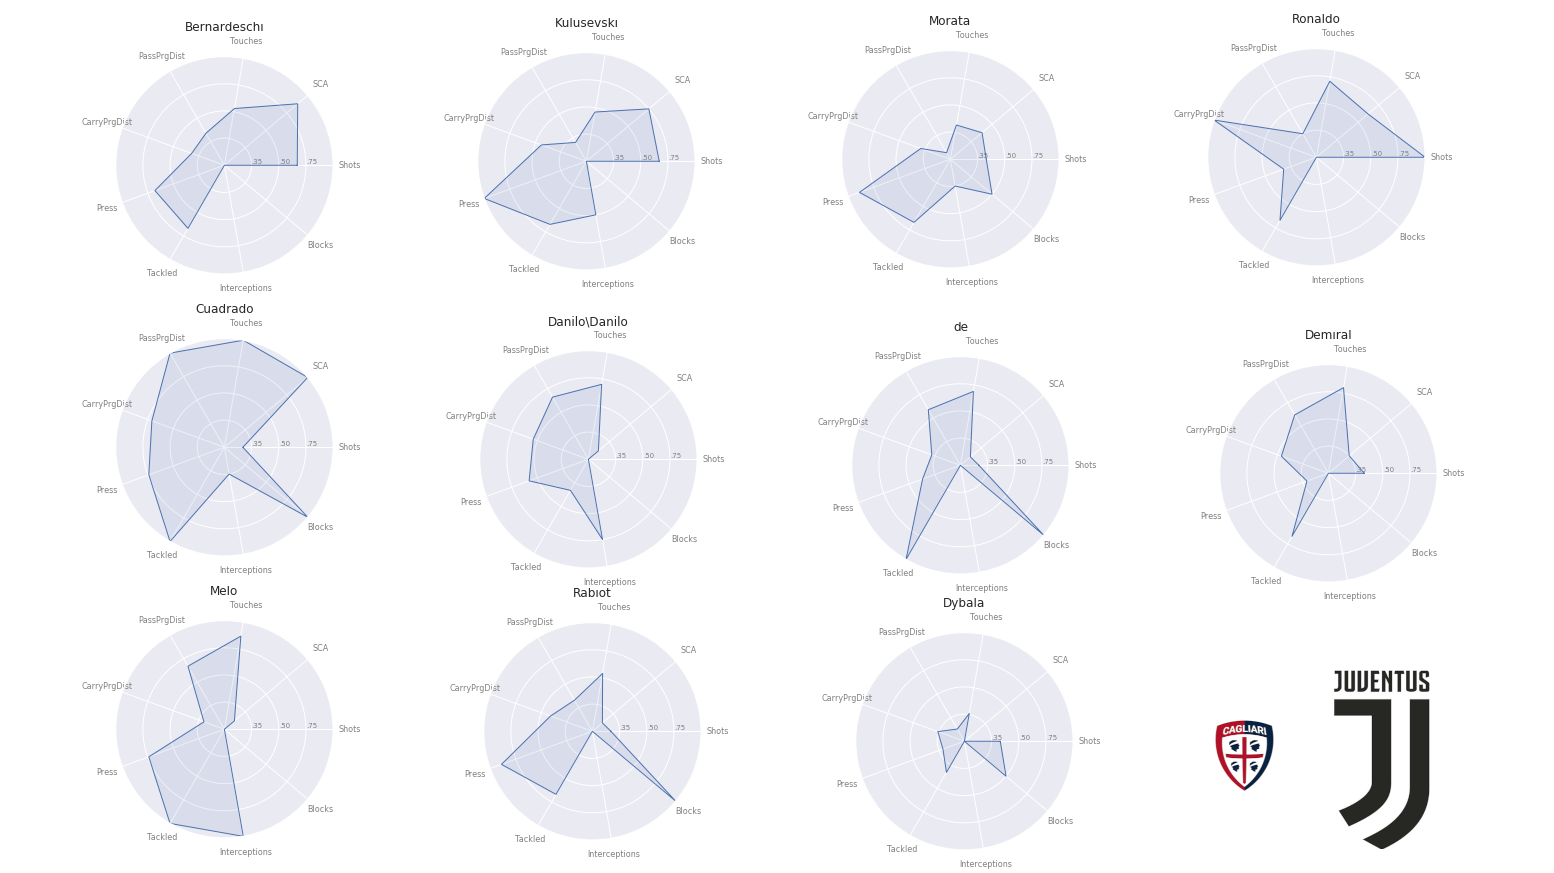 Bernardeschı
Touches
SCA
PassPrgDist
CarryPrgDist
.35 .50 .75
Shots
Press
Blocks
Tackled
Interceptions
Kulusevskı
Touches
SCA
PassPrgDist
CarryPrgDist
.35 .50 .75
Shots
Press
Blocks
Tackled
Interceptions
Morata
Touches
SCA
PassPrgDist
CarryPrgDist
.35 .50 .75
Shots
Press
Blocks
Tackled
Interceptions
Ronaldo
Touches
SCA
PassPrgDist
CarryPrgDist
.35 .50 .75
Shots
Press
Blocks
Tackled
Interceptions
Cuadrado
Touches
SCA
PassPrgDist
CarryPrgDist
.35 .50 .75
Shots
Press
Blocks
Tackled
Interceptions
Danilo\Danilo
Touches
SCA
PassPrgDist
CarryPrgDist
.35 .50 .75
Shots
Press
Blocks
Tackled
Interceptions
de
Touches
SCA
PassPrgDist
CarryPrgDist
.35 .50 .75
Shots
Press
Blocks
Tackled
Interceptions
Demıral
Touches
SCA
PassPrgDist
CarryPrgDist
.35 .50 .75
Shots
Press
Blocks
Tackled
Interceptions
Melo
Touches
SCA
PassPrgDist
CarryPrgDist
.35 .50 .75
Shots
Press
Blocks
Tackled
Interceptions
Rabıot
Touches
SCA
PassPrgDist
CarryPrgDist
.35 .50 .75
Shots
Press
Blocks
Tackled
Interceptions
Dybala
Touches
SCA
PassPrgDist
CarryPrgDist
.35 .50 .75
Shots
Press
Blocks
Tackled
Interceptions
CAGLIARI
JUVENTUS